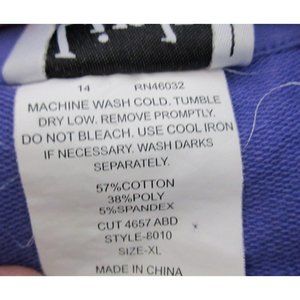 14 RN46032
MACHINE WASH COLD. TUMBLE
DRY LOW. REMOVE PROMPTLY.
DO NOT BLEACH. USE COOL IRON
IF NECESSARY. WASH DARKS
SEPARATELY.
57%COTTON
38%POLY
5%SPANDEX
CUT 4657 ABD
STYLE-8010
SIZE-XL
MADE IN CHINA